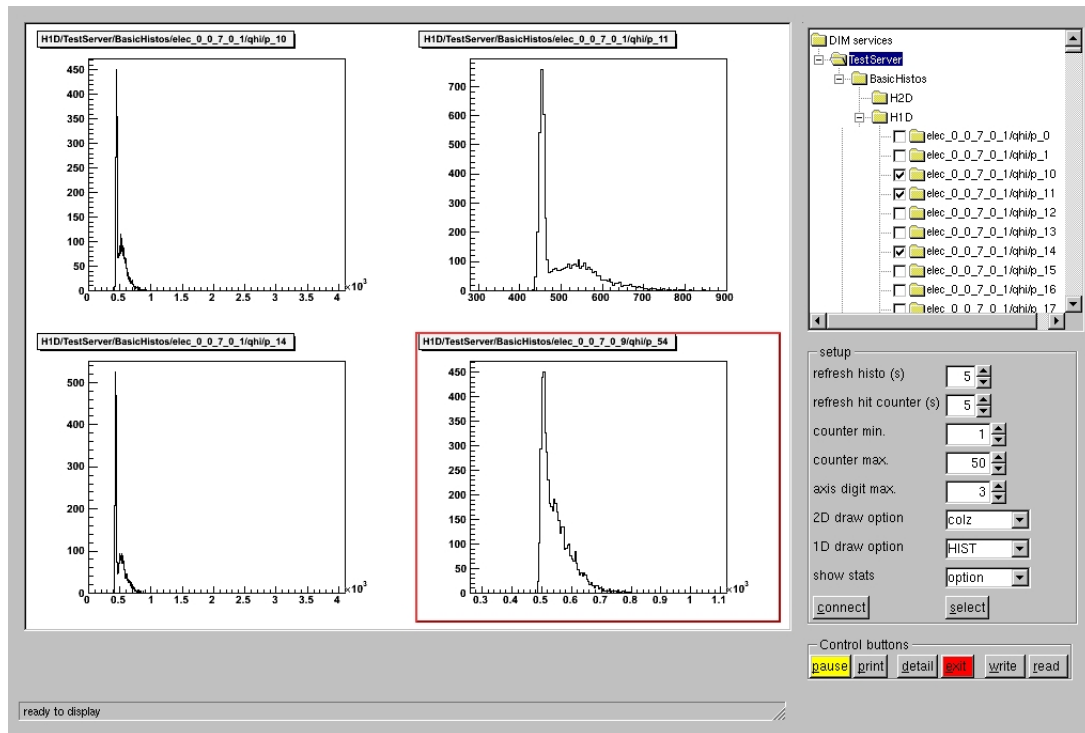 H1D/TestServer/BasicHistos/elec_0_0_7_0_1/qhi/p_10
450
400
350
300
250
200
150
100
50
0
0 0.5 1 1.5 2 2.5 3 3.5 4 ×10³
H1D/TestServer/BasicHistos/elec_0_0_7_0_1/qhi/p_11
700
600
500
400
300
200
100
0
300 400 500 600 700 800 900
H1D/TestServer/BasicHistos/elec_0_0_7_0_1/qhi/p_14
500
400
300
200
100
0
0 0.5 1 1.5 2 2.5 3 3.5 4 ×10³
H1D/TestServer/BasicHistos/elec_0_0_7_0_9/qhi/p_54
450
400
350
300
250
200
150
100
50
0
0.3 0.4 0.5 0.6 0.7 0.8 0.9 1 1.1 ×10³
DIM services
TestServer
BasicHistos
H2D
H1D
elec_0_0_7_0_1/qhi/p_0
elec_0_0_7_0_1/qhi/p_1
elec_0_0_7_0_1/qhi/p_10
elec_0_0_7_0_1/qhi/p_11
elec_0_0_7_0_1/qhi/p_12
elec_0_0_7_0_1/qhi/p_13
elec_0_0_7_0_1/qhi/p_14
elec_0_0_7_0_1/qhi/p_15
elec_0_0_7_0_1/qhi/p_16
elec_0_0_7_0_1/qhi/p_17
setup
refresh histo (s) 5
refresh hit counter (s) 5
counter min. 1
counter max. 50
axis digit max. 3
2D draw option colz
1D draw option HIST
show stats option
connect select
Control buttons
pause print detail exit write read
ready to display